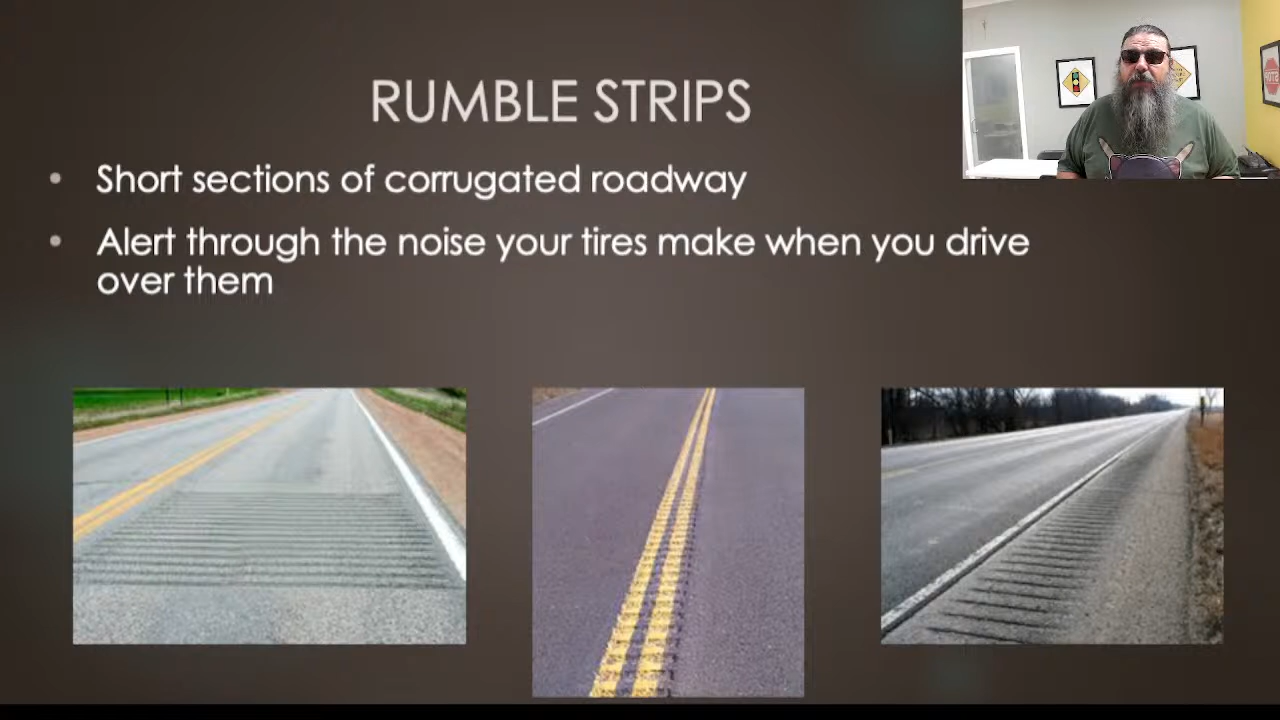 RUMBLE STRIPS
• Short sections of corrugated roadway
• Alert through the noise your tires make when you drive
over them